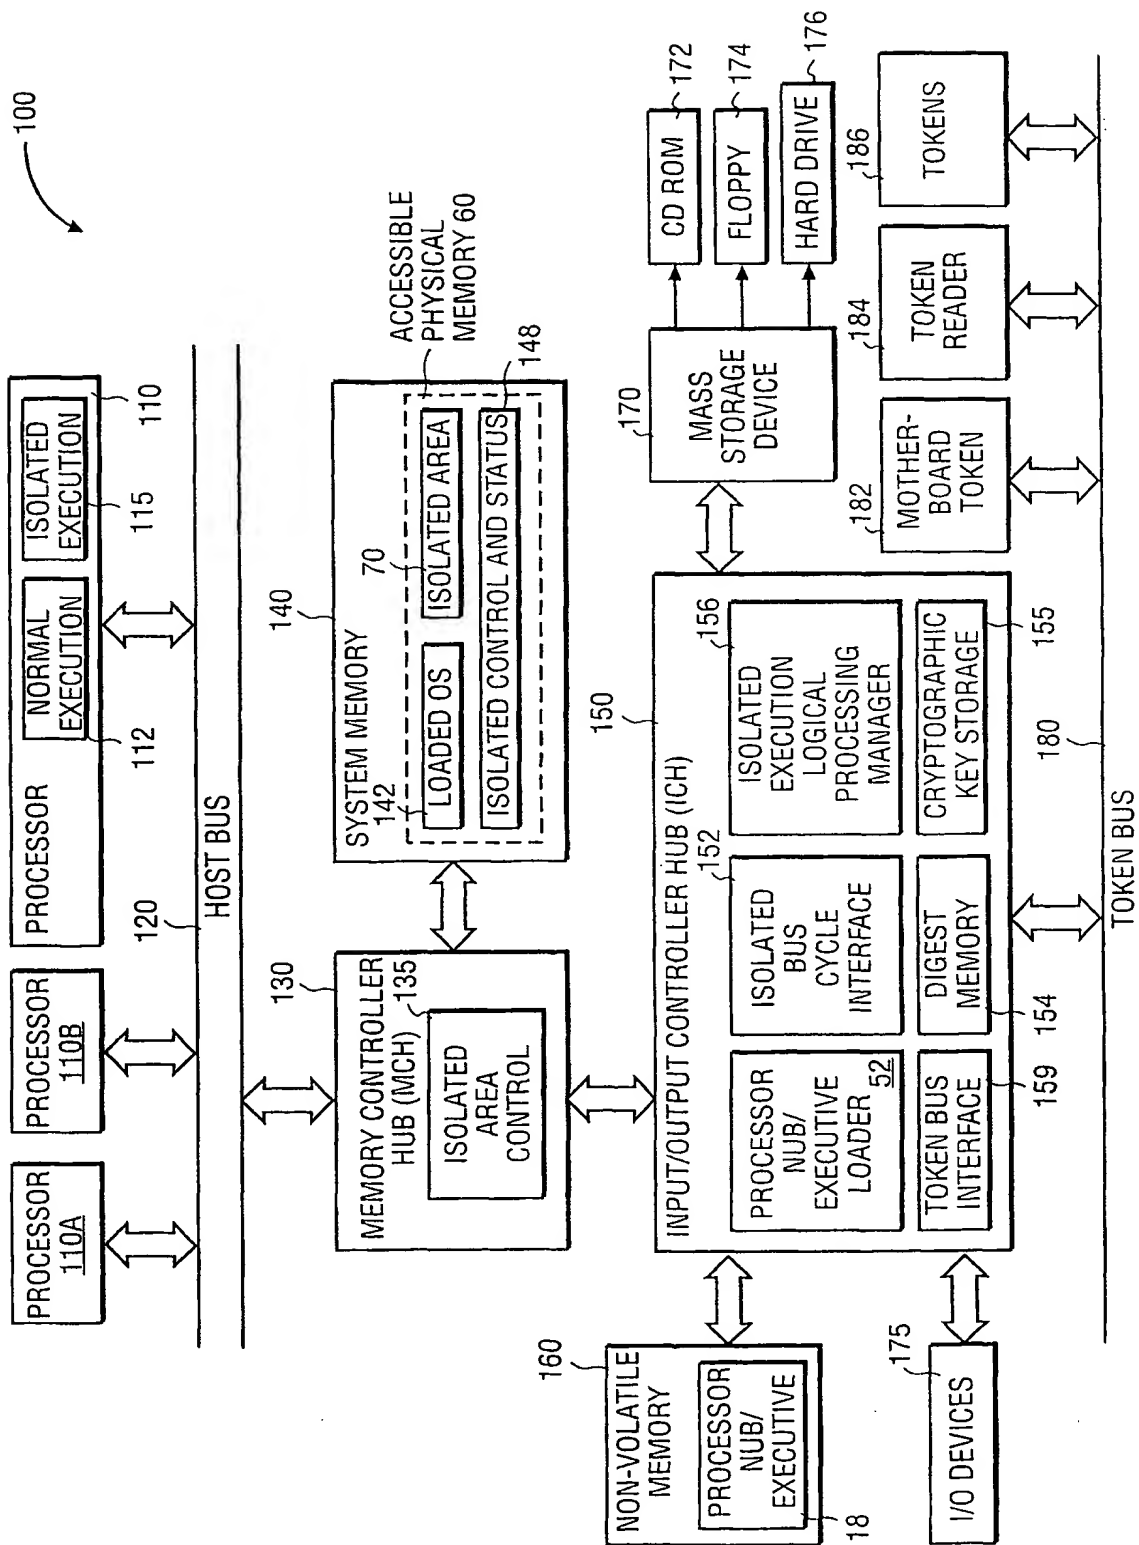 100
PROCESSOR
110A
PROCESSOR
110B
PROCESSOR
NORMAL
EXECUTION
112
ISOLATED
EXECUTION
115
110
120
HOST BUS
130
MEMORY CONTROLLER
HUB (MCH)
135
ISOLATED
AREA
CONTROL
140
SYSTEM MEMORY
142
LOADED OS
70
ISOLATED AREA
ISOLATED CONTROL AND STATUS
ACCESSIBLE
PHYSICAL
MEMORY 60
148
150
INPUT/OUTPUT CONTROLLER HUB (ICH)
PROCESSOR
NUB/
EXECUTIVE
LOADER
52
152
ISOLATED
BUS
CYCLE
INTERFACE
156
ISOLATED
EXECUTION
LOGICAL
PROCESSING
MANAGER
TOKEN BUS
INTERFACE
159
DIGEST
MEMORY
154
CRYPTOGRAPHIC
KEY STORAGE
155
160
NON-VOLATILE
MEMORY
PROCESSOR
NUB/
EXECUTIVE
18
175
I/O DEVICES
170
MASS
STORAGE
DEVICE
CD ROM
172
FLOPPY
174
HARD DRIVE
176
182
MOTHER-
BOARD
TOKEN
184
TOKEN
READER
186
TOKENS
180
TOKEN BUS